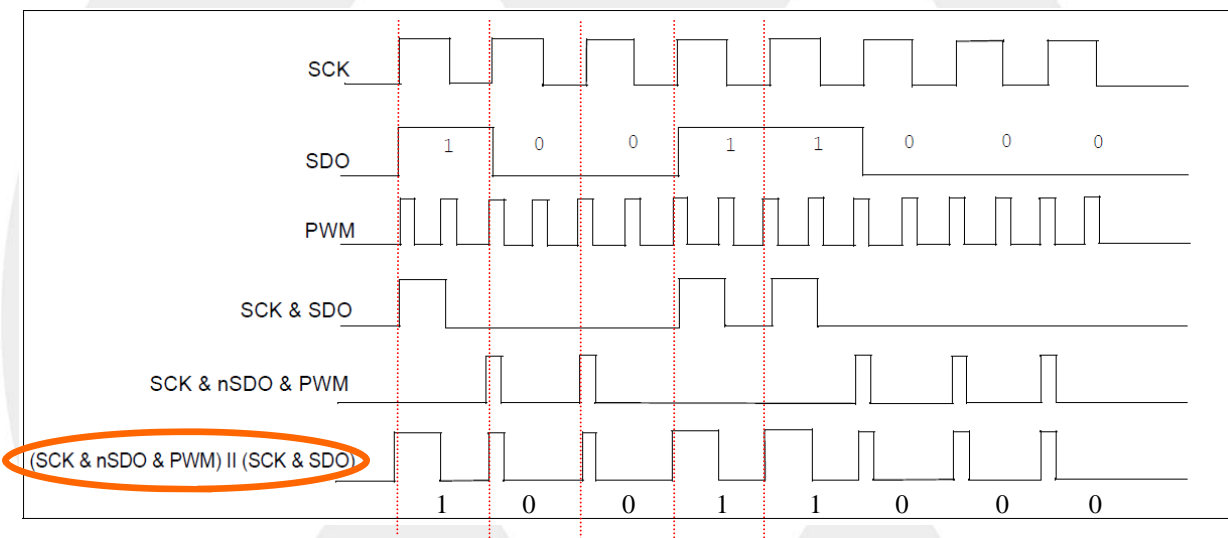 SCK
SDO 1 0 0 1 1 0 0 0
PWM
SCK & SDO
SCK & nSDO & PWM
(SCK & nSDO & PWM) II (SCK & SDO)
1 0 0 1 1 0 0 0